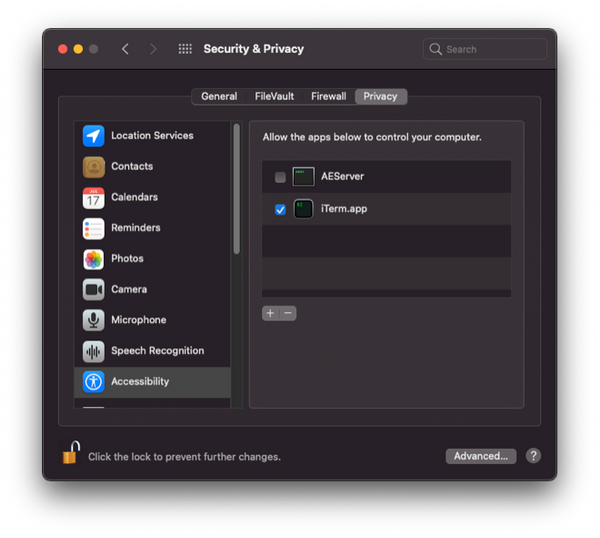 Security & Privacy
Search
General
FileVault
Firewall
Privacy
Location Services
Contacts
JUL
17
Calendars
Reminders
Photos
Camera
Microphone
Speech Recognition
Accessibility
Allow the apps below to control your computer.
AEServer
iTerm.app
+
−
Click the lock to prevent further changes.
Advanced...
?